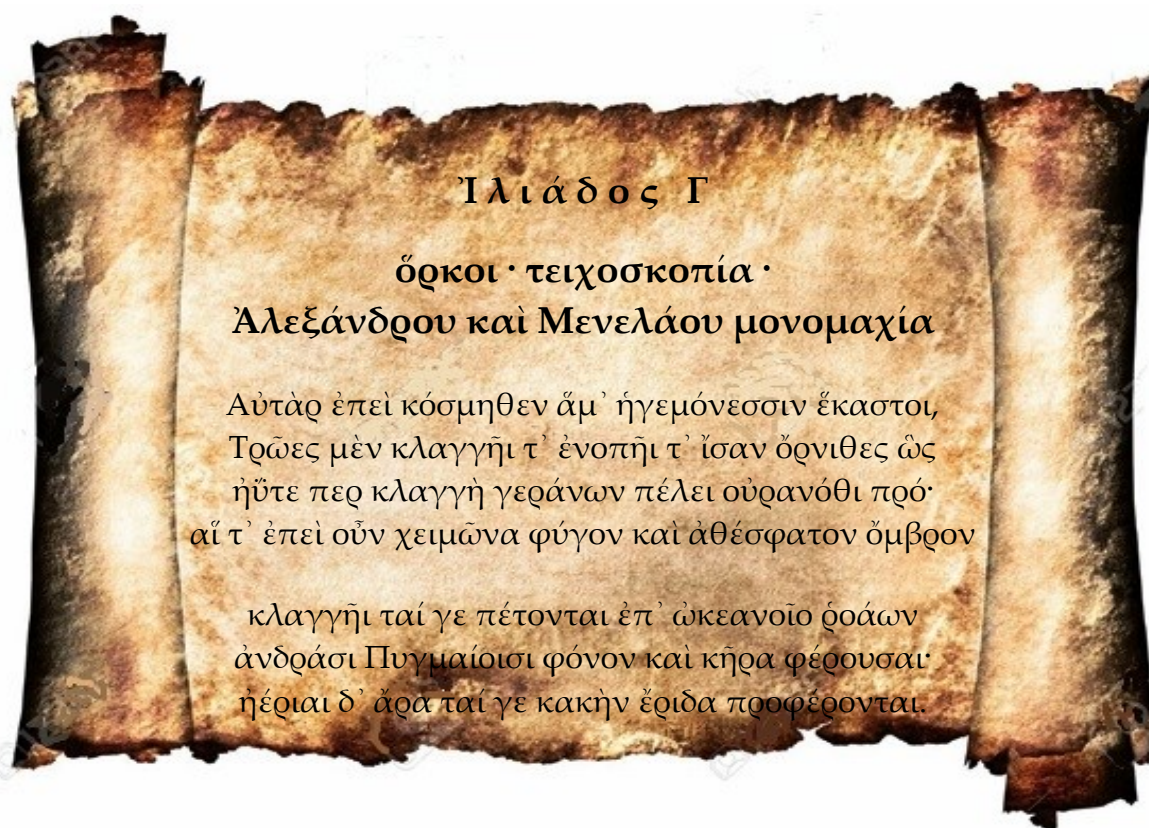 Ἰλιάδος Γ
ὅρκοι · τειχοσκοπία ·
Ἀλεξάνδρου καὶ Μενελάου μονομαχία
Αὐτὰρ ἐπεὶ κόσμηθεν ἅμ᾽ ἡγεμόνεσσιν ἕκαστοι,
Τρῶες μὲν κλαγγῆι τ᾽ ἐνοπῆι τ᾽ ἴσαν ὄρνιθες ὣς
ἠΰτε περ κλαγγὴ γεράνων πέλει οὐρανόθι πρό·
αἵ τ᾽ ἐπεὶ οὖν χειμῶνα φύγον καὶ ἀθέσφατον ὄμβρον
κλαγγῆι ταί γε πέτονται ἐπ᾽ ὠκεανοῖο ῥοάων
ἀνδράσι Πυγμαίοισι φόνον καὶ κῆρα φέρουσαι·
ἠέριαι δ᾽ ἄρα ταί γε κακὴν ἔριδα προφέρονται.